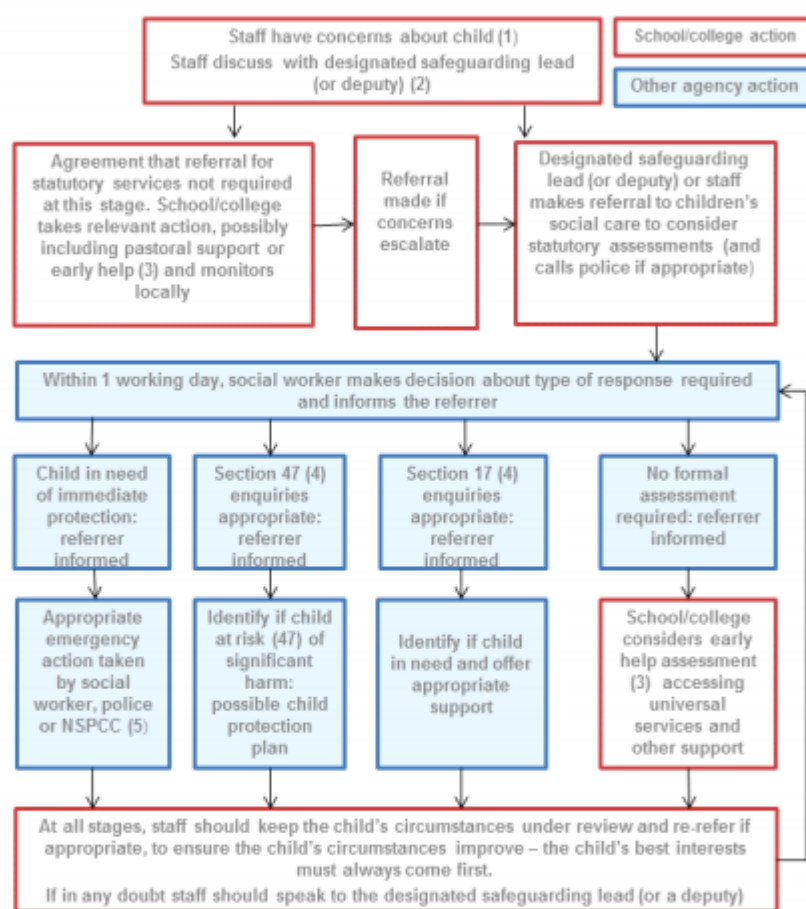 Staff have concerns about child (1)
Staff discuss with designated safeguarding lead
(or deputy) (2)
School/college action
Other agency action
Agreement that referral for
statutory services not required
at this stage. School/college
takes relevant action, possibly
including pastoral support or
early help (3) and monitors
locally
Referral
made if
concerns
escalate
Designated safeguarding
lead (or deputy) or staff
makes referral to children's
social care to consider
statutory assessments (and
calls police if appropriate)
Within 1 working day, social worker makes decision about type of response required
and informs the referrer
Child in need
of immediate
protection:
referrer
informed
Section 47 (4)
enquiries
appropriate:
referrer
informed
Section 17 (4)
enquiries
appropriate:
referrer
informed
No formal
assessment
required: referrer
informed
Appropriate
emergency
action taken
by social
worker, police
or NSPCC (5)
Identify if child
at risk (47) of
significant
harm:
possible child
protection
plan
Identify if child
in need and offer
appropriate
support
School/college
considers early
help assessment
(3) accessing
universal
services and
other support
At all stages, staff should keep the child's circumstances under review and re-refer if
appropriate, to ensure the child's circumstances improve – the child's best interests
must always come first.
If in any doubt staff should speak to the designated safeguarding lead (or a deputy)